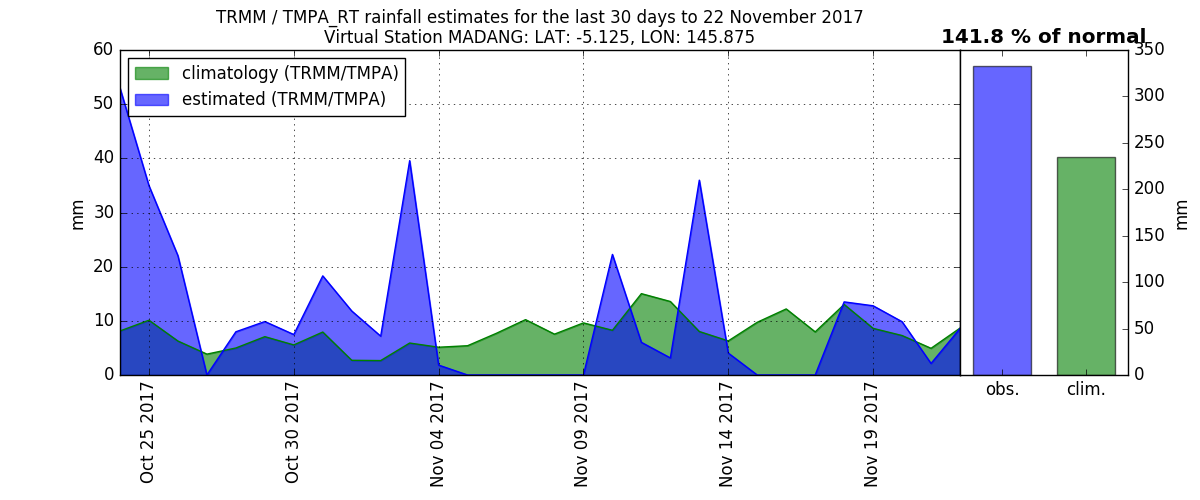 TRMM / TMPA_RT rainfall estimates for the last 30 days to 22 November 2017
Virtual Station MADANG: LAT: -5.125, LON: 145.875
141.8 % of normal
climatology (TRMM/TMPA)
estimated (TRMM/TMPA)
60
50
40
30
20
10
0
mm
Oct 25 2017
Oct 30 2017
Nov 04 2017
Nov 09 2017
Nov 14 2017
Nov 19 2017
obs.
clim.
350
300
250
200
150
100
50
0
mm